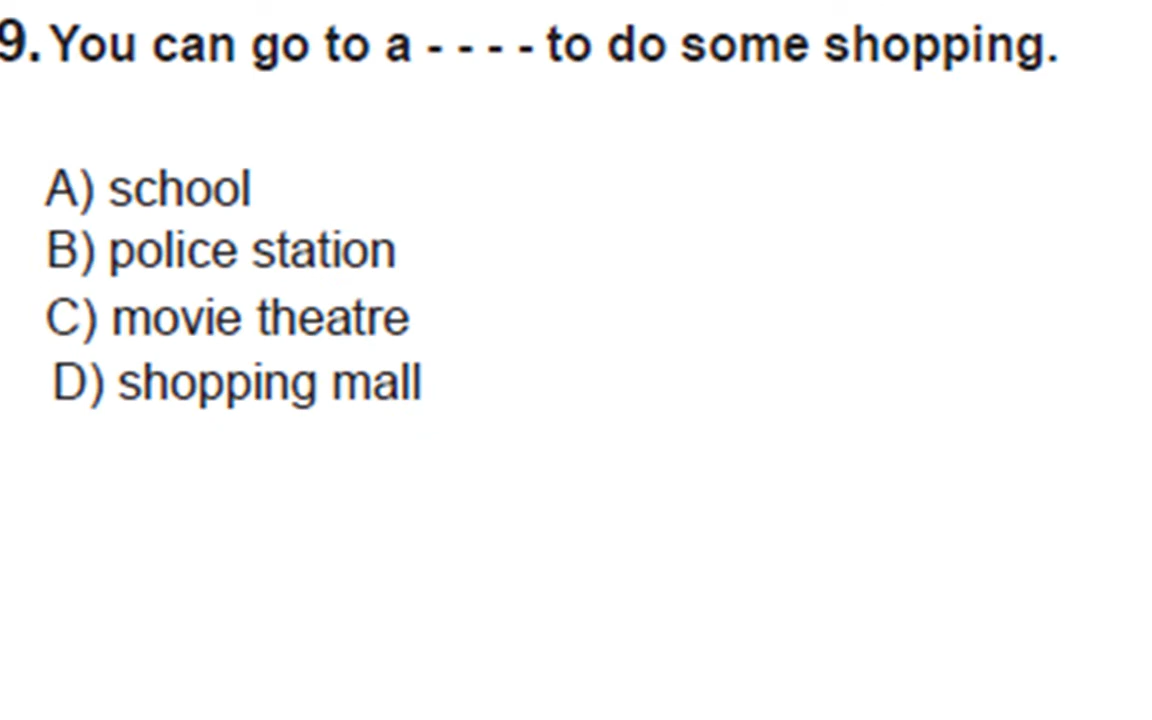 9. You can go to a - - - - to do some shopping.
A) school
B) police station
C) movie theatre
D) shopping mall